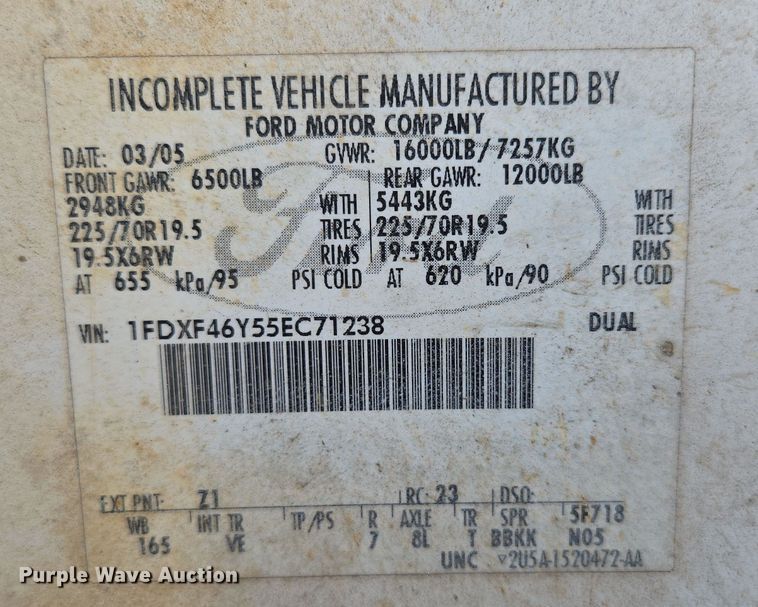 INCOMPLETE VEHICLE MANUFACTURED BY
FORD MOTOR COMPANY
DATE: 03/05 GVWR: 16000LB/7257KG
FRONT GAWR: 6500LB REAR GAWR: 12000LB
2948KG WITH 5443KG WITH
225/70R19.5 TIRES 225/70R19.5 TIRES
19.5X6RW RIMS 19.5X6RW RIMS
AT 655 kPa/95 PSI COLD AT 620 kPa/90 PSI COLD
VIN: 1FDXF46Y55EC71238 DUAL
EXT PNT: Z1 RC: 23 DSO:
WB INT TR TP/PS R AXLE TR SPR 5F718
165 VE 7 8L T BBKK N05
UNC ▽2U5A-1520472-AA
Ford
Purple Wave Auction